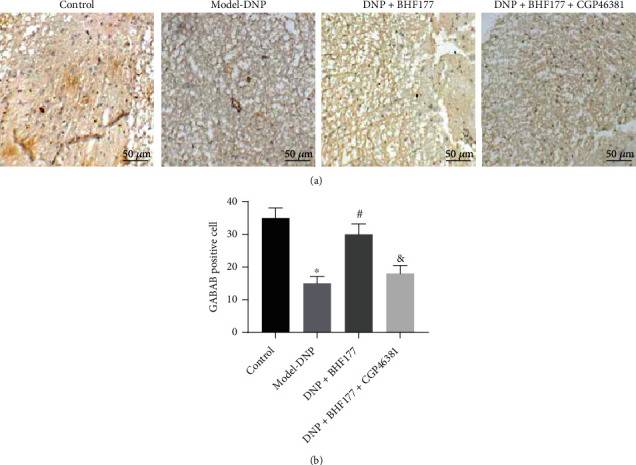 Control
Model-DNP
DNP + BHF177
DNP + BHF177 + CGP46381
50 μm
50 μm
50 μm
50 μm
(a)
GABAB positive cell
40
30
20
10
0
*
#
&
Control
Model-DNP
DNP + BHF177
DNP + BHF177 + CGP46381
(b)